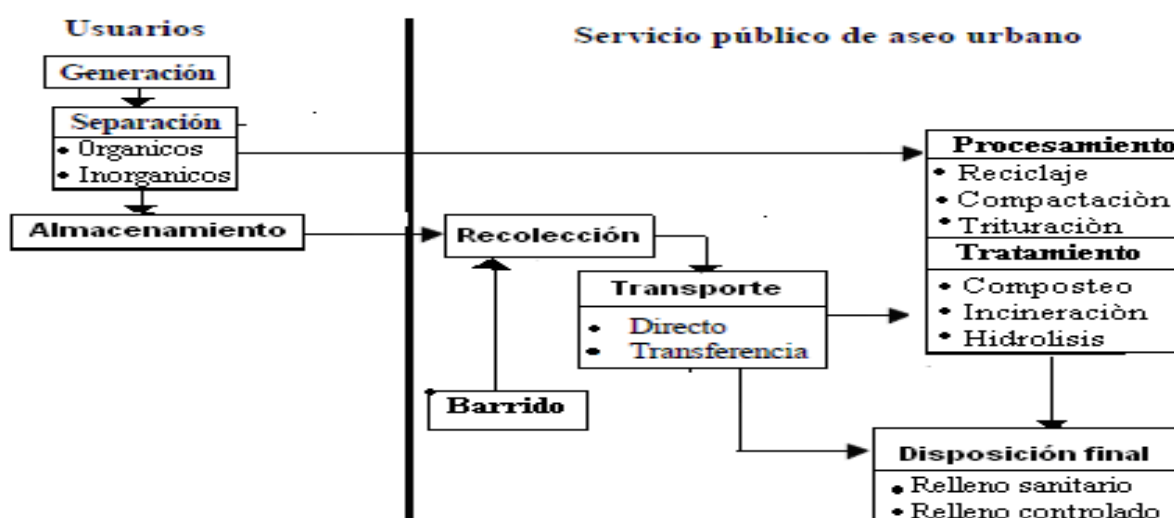 Usuarios
Servicio público de aseo urbano
Generación
Separación
• Organicos
• Inorganicos
Almacenamiento
Recolección
Transporte
• Directo
• Transferencia
Barrido
Procesamiento
• Reciclaje
• Compactaciòn
• Trituraciòn
Tratamiento
• Composteo
• Incineraciòn
• Hidrolisis
Disposición final
• Relleno sanitario
• Relleno controlado